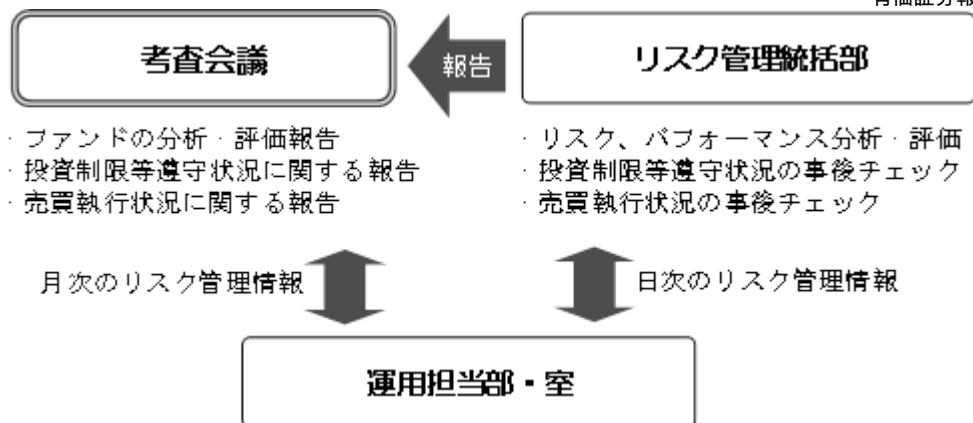 考査会議
報告
リスク管理統括部
・ファンドの分析・評価報告
・投資制限等遵守状況に関する報告
・売買執行状況に関する報告
・リスク、パフォーマンス分析・評価
・投資制限等遵守状況の事後チェック
・売買執行状況の事後チェック
月次のリスク管理情報
日次のリスク管理情報
運用担当部・室